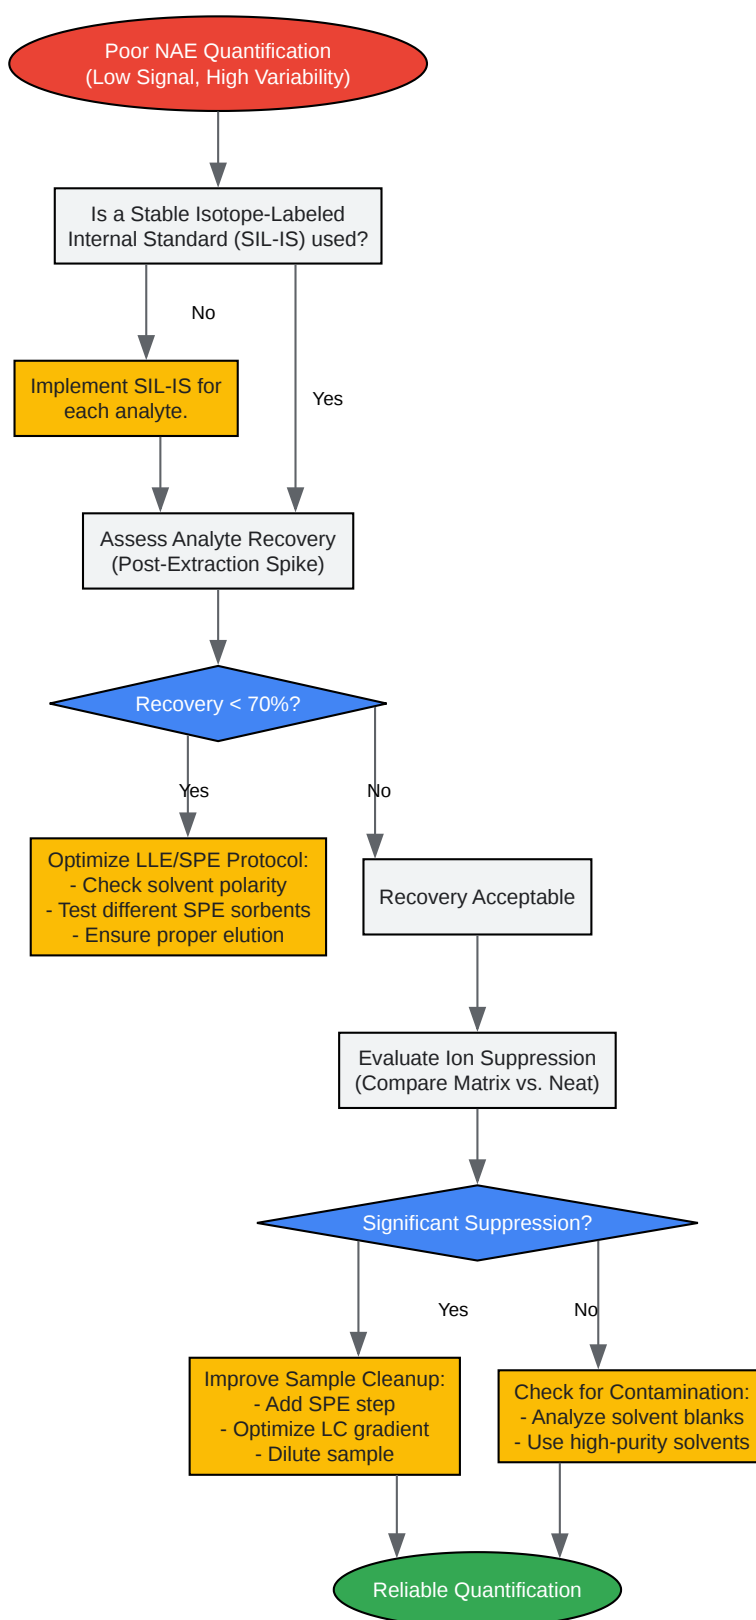 Poor NAE Quantification
(Low Signal, High Variability)
Is a Stable Isotope-Labeled
Internal Standard (SIL-IS) used?
No
Implement SIL-IS for
each analyte.
Yes
Assess Analyte Recovery
(Post-Extraction Spike)
Recovery < 70%?
Yes
No
Optimize LLE/SPE Protocol:
- Check solvent polarity
- Test different SPE sorbents
- Ensure proper elution
Recovery Acceptable
Evaluate Ion Suppression
(Compare Matrix vs. Neat)
Significant Suppression?
Yes
No
Improve Sample Cleanup:
- Add SPE step
- Optimize LC gradient
- Dilute sample
Check for Contamination:
- Analyze solvent blanks
- Use high-purity solvents
Reliable Quantification